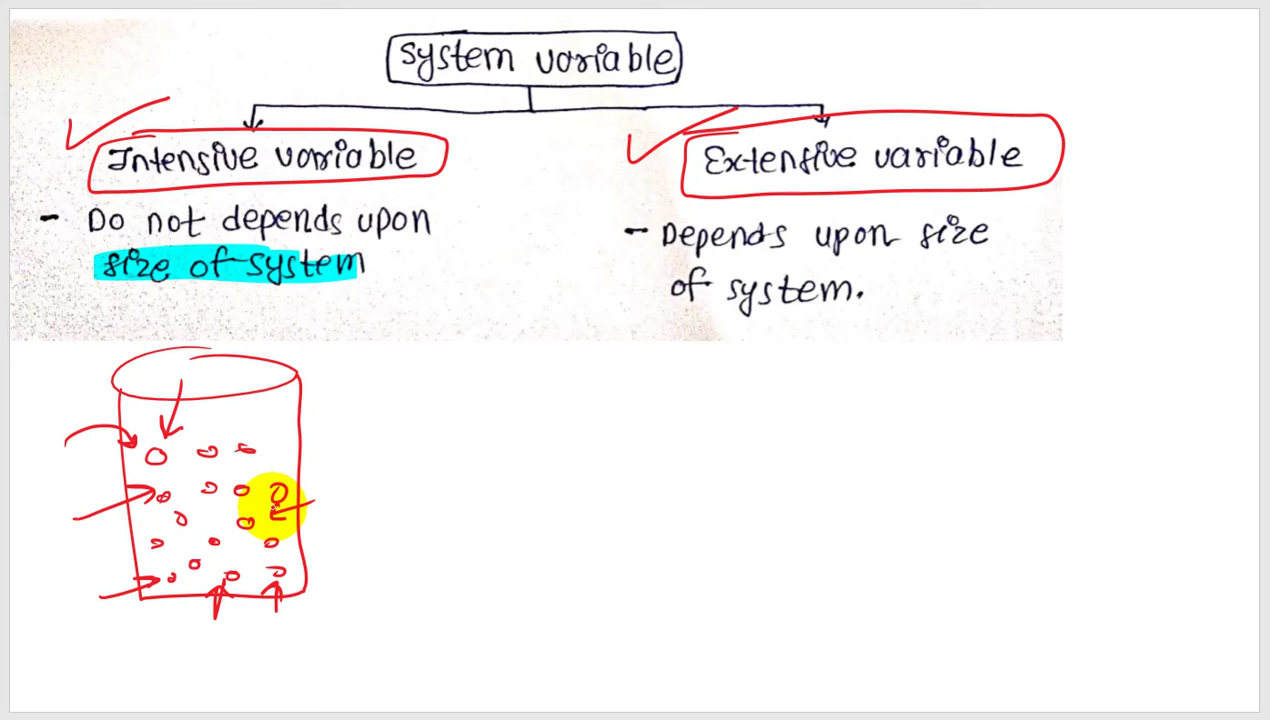 System variable
Intensive variable
Extensive variable
- Do not depends upon
size of system
- Depends upon size
of system.